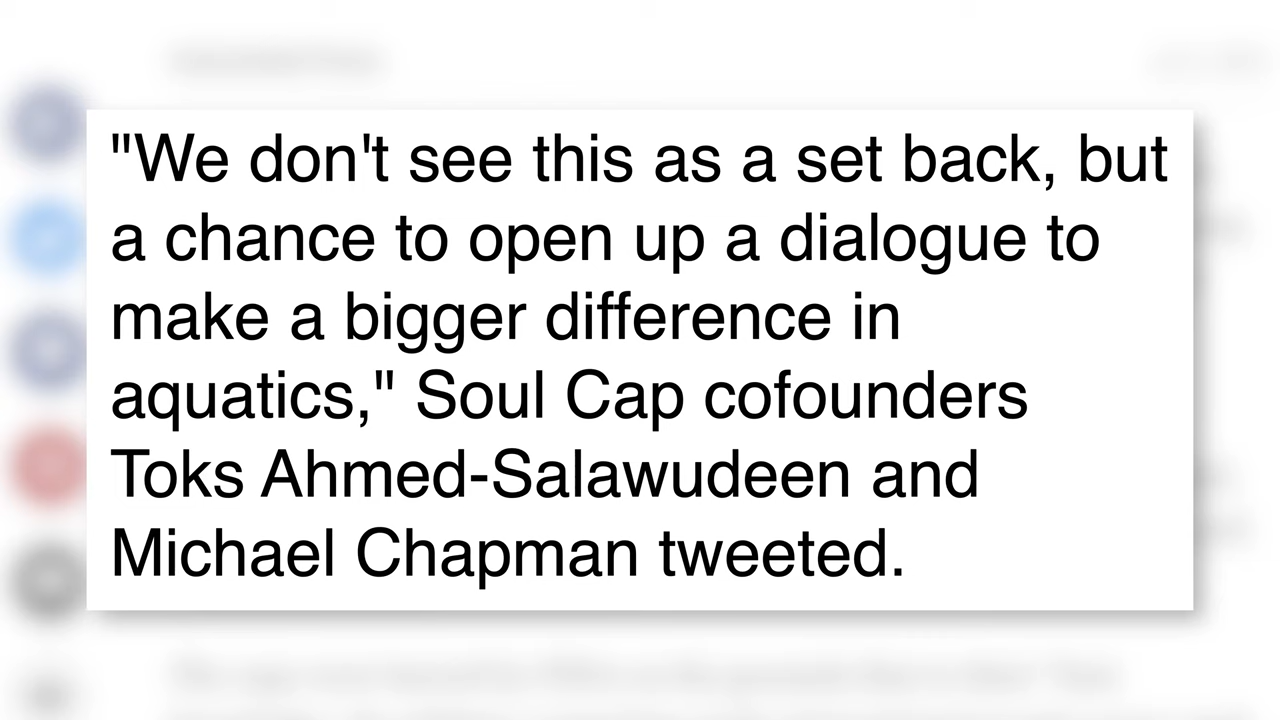 "We don't see this as a set back, but
a chance to open up a dialogue to
make a bigger difference in
aquatics," Soul Cap cofounders
Toks Ahmed-Salawudeen and
Michael Chapman tweeted.